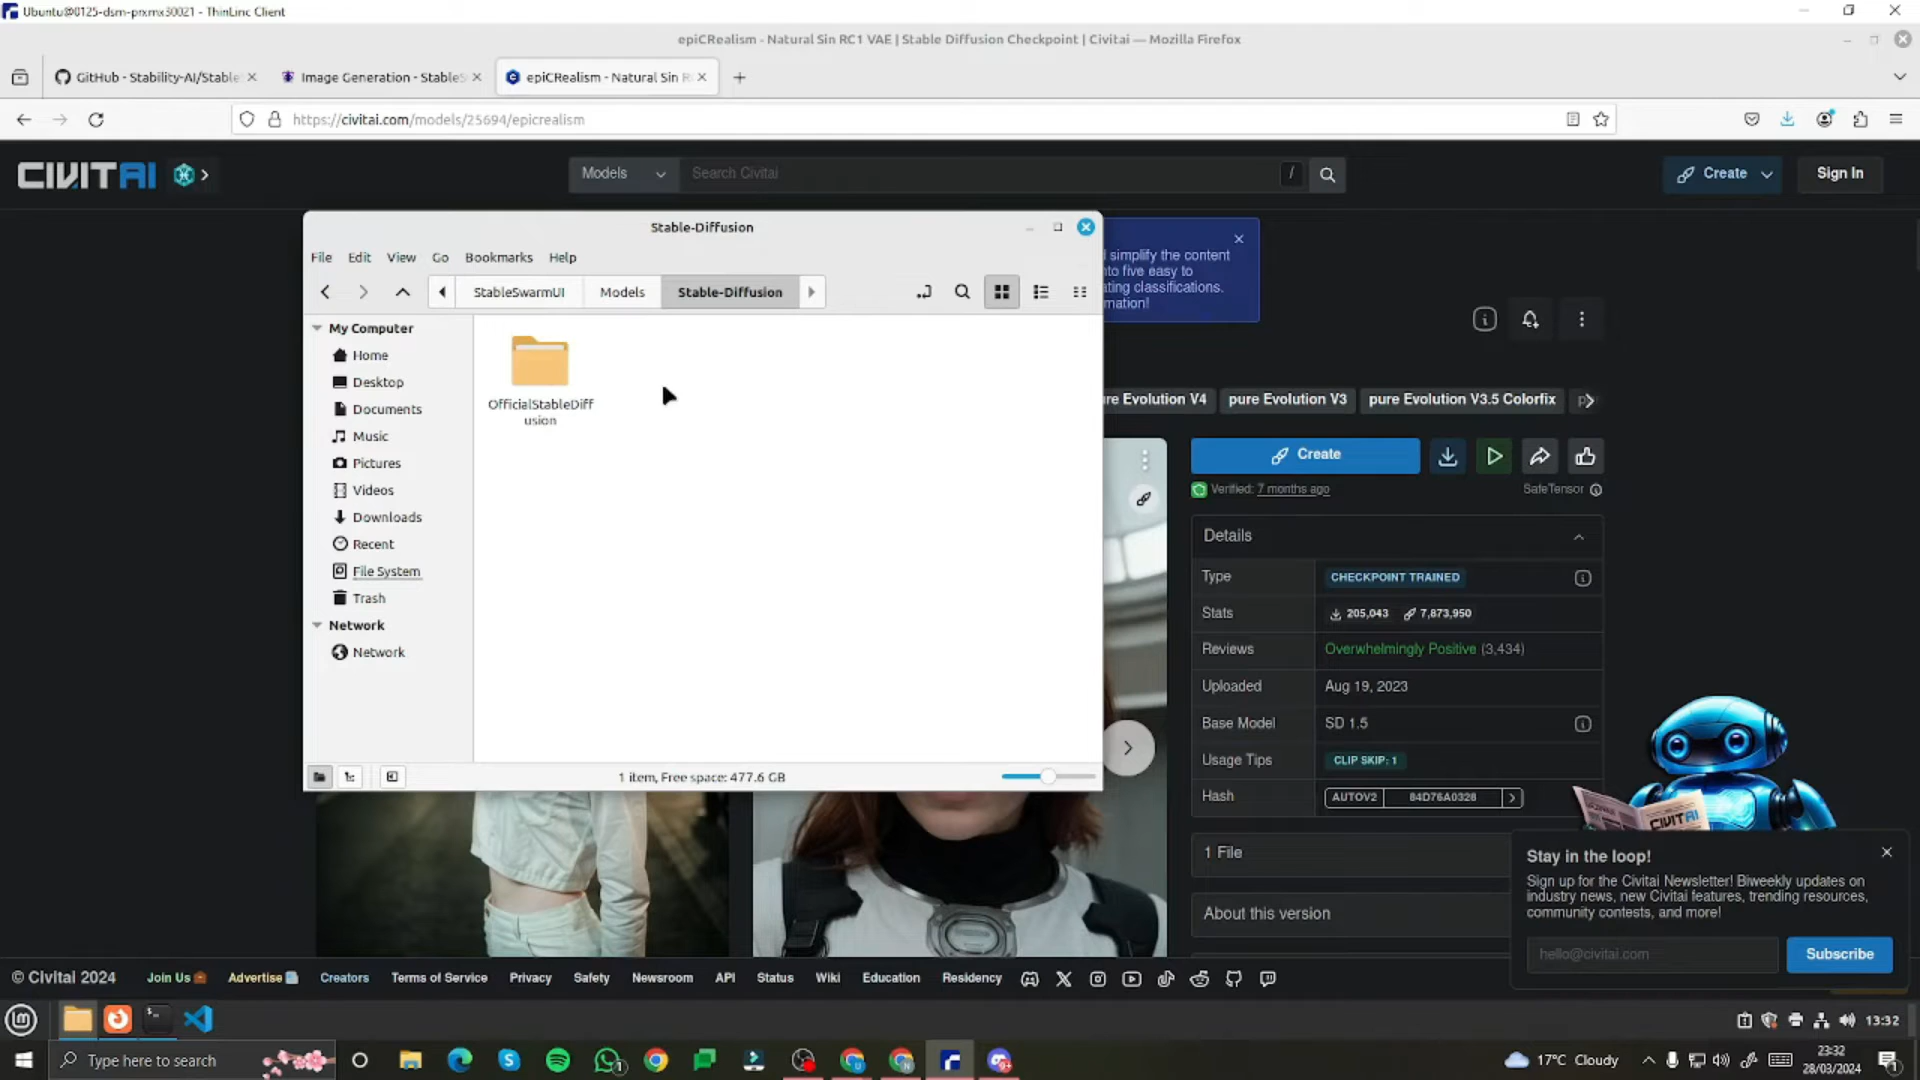 Ubuntu@0125-dsm-prxmx30021 - ThinLinc Client
epiCRealism - Natural Sin RC1 VAE | Stable Diffusion Checkpoint | Civitai — Mozilla Firefox
GitHub - Stability-AI/Stable
Image Generation - StableS
epiCRealism - Natural Sin R
https://civitai.com/models/25694/epicrealism
CIVITAI
Models
Search Civitai
/
Create
Sign In
Stable-Diffusion
File Edit View Go Bookmarks Help
StableSwarmUI
Models
Stable-Diffusion
My Computer
Home
Desktop
Documents
Music
Pictures
Videos
Downloads
Recent
File System
Trash
Network
Network
OfficialStableDiff
usion
1 item, Free space: 477.6 GB
simplify the content
to five easy to
ating classifications.
mation!
re Evolution V4
pure Evolution V3
pure Evolution V3.5 Colorfix
Create
Verified: 7 months ago
SafeTensor
Details
Type
CHECKPOINT TRAINED
Stats
205,043
7,873,950
Reviews
Overwhelmingly Positive (3,434)
Uploaded
Aug 19, 2023
Base Model
SD 1.5
Usage Tips
CLIP SKIP: 1
Hash
AUTOV2
84D76A0328
1 File
About this version
CIVITAI
Stay in the loop!
Sign up for the Civitai Newsletter! Biweekly updates on
industry news, new Civitai features, trending resources,
community contests, and more!
hello@civitai.com
Subscribe
© Civitai 2024
Join Us
Advertise
Creators
Terms of Service
Privacy
Safety
Newsroom
API
Status
Wiki
Education
Residency
13:32
Type here to search
17°C Cloudy
23:32
28/03/2024